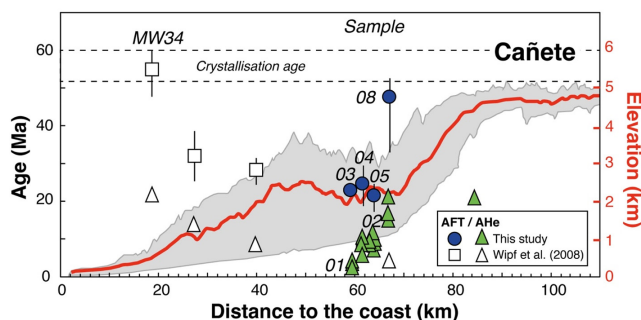 Sample
MW34
Cañete
Crystallisation age
60
40
20
0
6
5
4
3
2
1
0
Age (Ma)
Elevation (km)
08
04
03
05
02
01
AFT / AHe
This study
Wipf et al. (2008)
0
20
40
60
80
100
Distance to the coast (km)